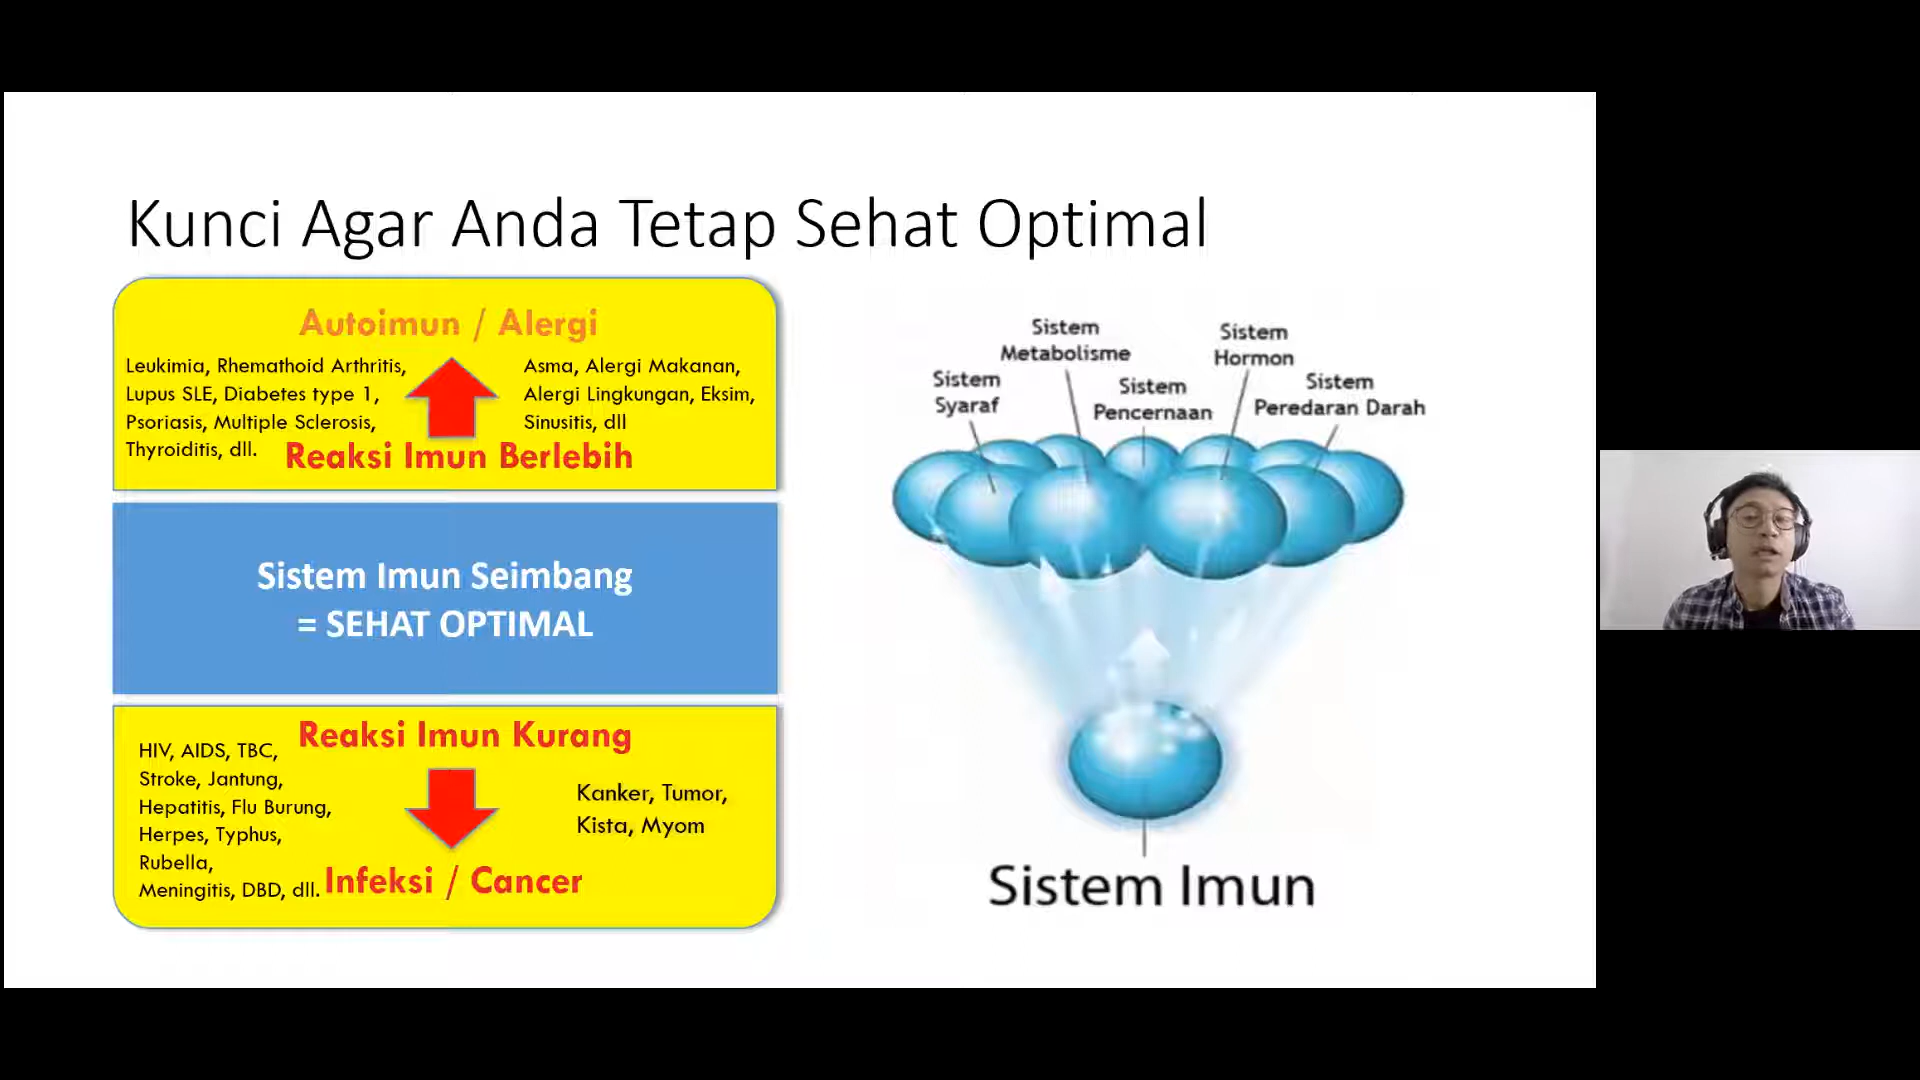 Kunci Agar Anda Tetap Sehat Optimal
Autoimun / Alergi
Leukimia, Rhemathoid Arthritis,
Lupus SLE, Diabetes type 1,
Psoriasis, Multiple Sclerosis,
Thyroiditis, dll.
Asma, Alergi Makanan,
Alergi Lingkungan, Eksim,
Sinusitis, dll
Reaksi Imun Berlebih
Sistem Imun Seimbang
= SEHAT OPTIMAL
Reaksi Imun Kurang
HIV, AIDS, TBC,
Stroke, Jantung,
Hepatitis, Flu Burung,
Herpes, Typhus,
Rubella,
Meningitis, DBD, dll.
Kanker, Tumor,
Kista, Myom
Infeksi / Cancer
Sistem
Syaraf
Sistem
Metabolisme
Sistem
Pencernaan
Sistem
Hormon
Sistem
Peredaran Darah
Sistem Imun